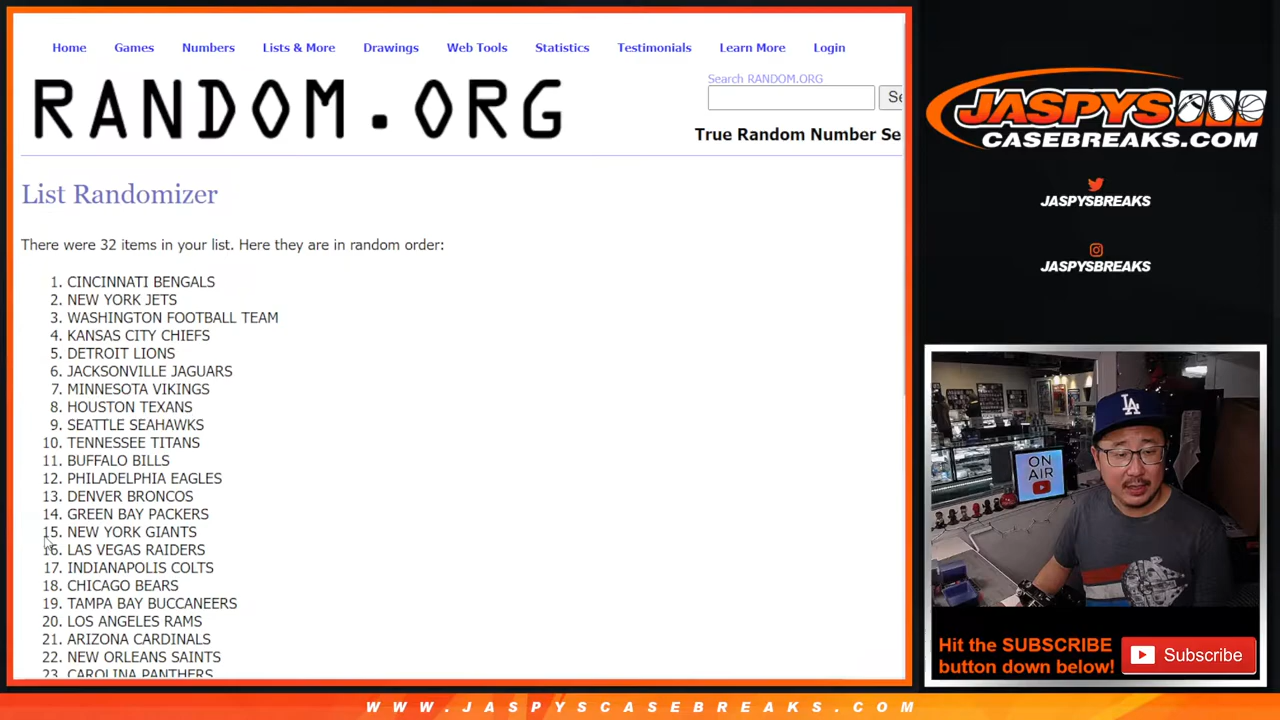 Home Games Numbers Lists & More Drawings Web Tools Statistics Testimonials Learn More Login
RANDOM.ORG
Search RANDOM.ORG
Se
True Random Number Se
List Randomizer
There were 32 items in your list. Here they are in random order:
1. CINCINNATI BENGALS
2. NEW YORK JETS
3. WASHINGTON FOOTBALL TEAM
4. KANSAS CITY CHIEFS
5. DETROIT LIONS
6. JACKSONVILLE JAGUARS
7. MINNESOTA VIKINGS
8. HOUSTON TEXANS
9. SEATTLE SEAHAWKS
10. TENNESSEE TITANS
11. BUFFALO BILLS
12. PHILADELPHIA EAGLES
13. DENVER BRONCOS
14. GREEN BAY PACKERS
15. NEW YORK GIANTS
16. LAS VEGAS RAIDERS
17. INDIANAPOLIS COLTS
18. CHICAGO BEARS
19. TAMPA BAY BUCCANEERS
20. LOS ANGELES RAMS
21. ARIZONA CARDINALS
22. NEW ORLEANS SAINTS
23. CAROLINA PANTHERS
JASPYS
CASEBREAKS.COM
JASPYSBREAKS
JASPYSBREAKS
LA
ON
AIR
Hit the SUBSCRIBE
button down below!
Subscribe
WWW.JASPYSCASEBREAKS.COM